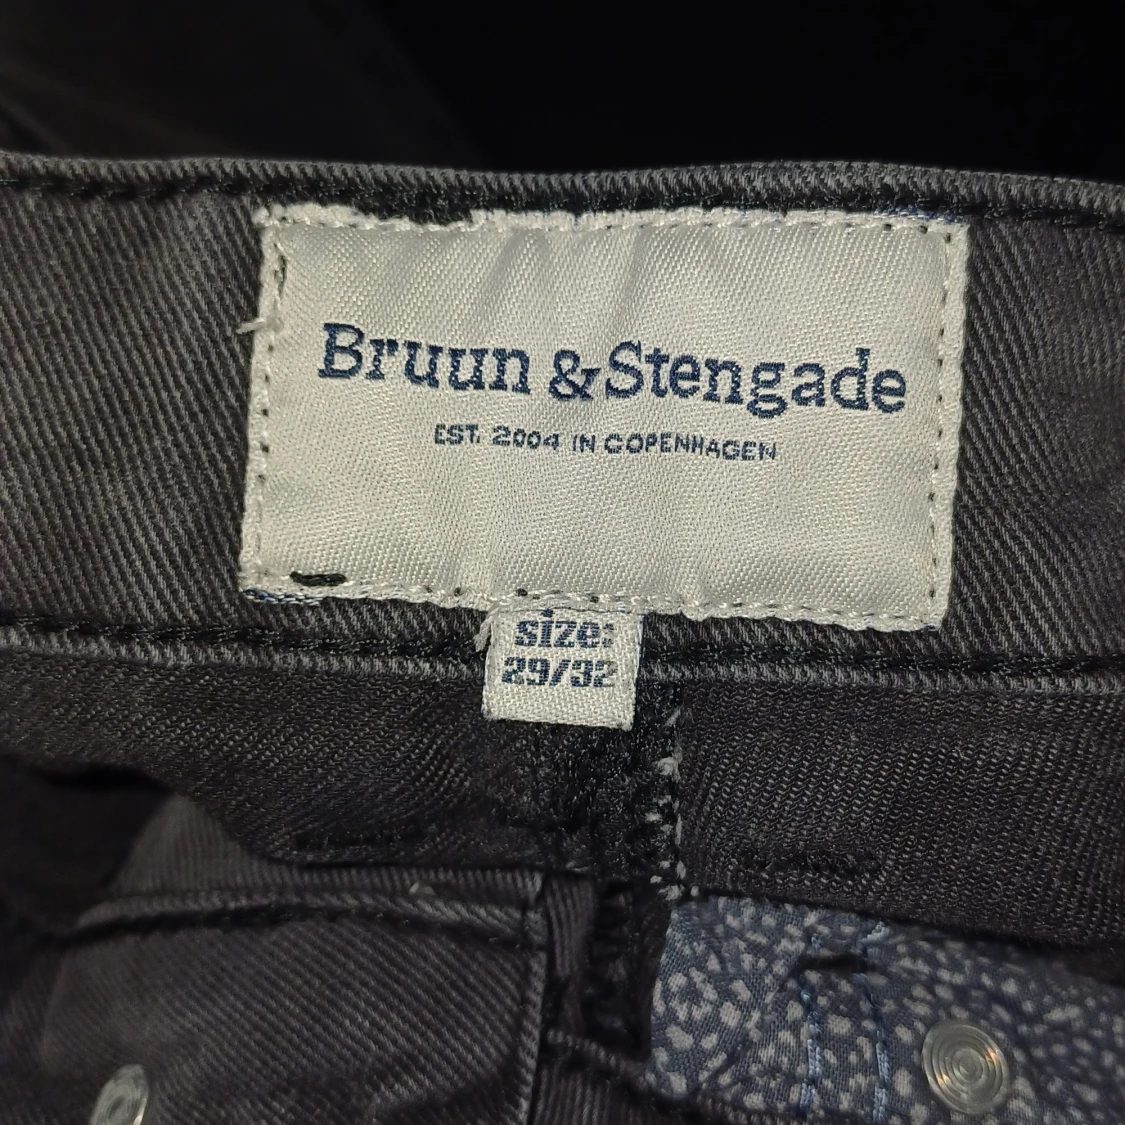 Bruun & Stengade
EST. 2004 IN COPENHAGEN
size:
29/32